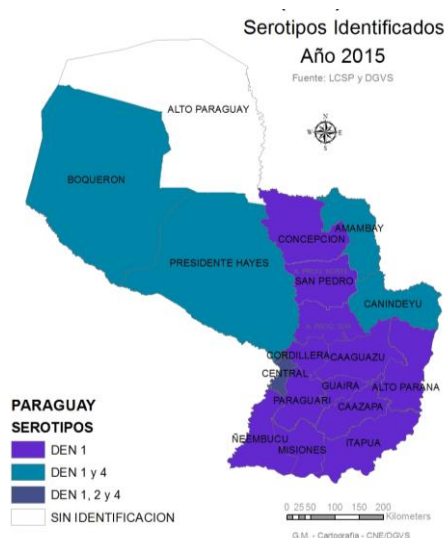 Serotipos Identificados
Año 2015
Fuente: LCSP y DGVS
N
W
E
S
ALTO PARAGUAY
BOQUERON
AMAMBAY
CONCEPCION
PRESIDENTE HAYES
SAN PEDRO
CANINDEYU
CORDILLERA
CAAGUAZU
CENTRAL
GUAIRA
ALTO PARANA
PARAGUARI
CAAZAPA
ÑEEMBUCU
MISIONES
ITAPUA
PARAGUAY
SEROTIPOS
DEN 1
DEN 1 y 4
DEN 1, 2 y 4
SIN IDENTIFICACION
0 25 50 100 150 200
Kilometers
G.M. - Cartografía - CNE/DGVS